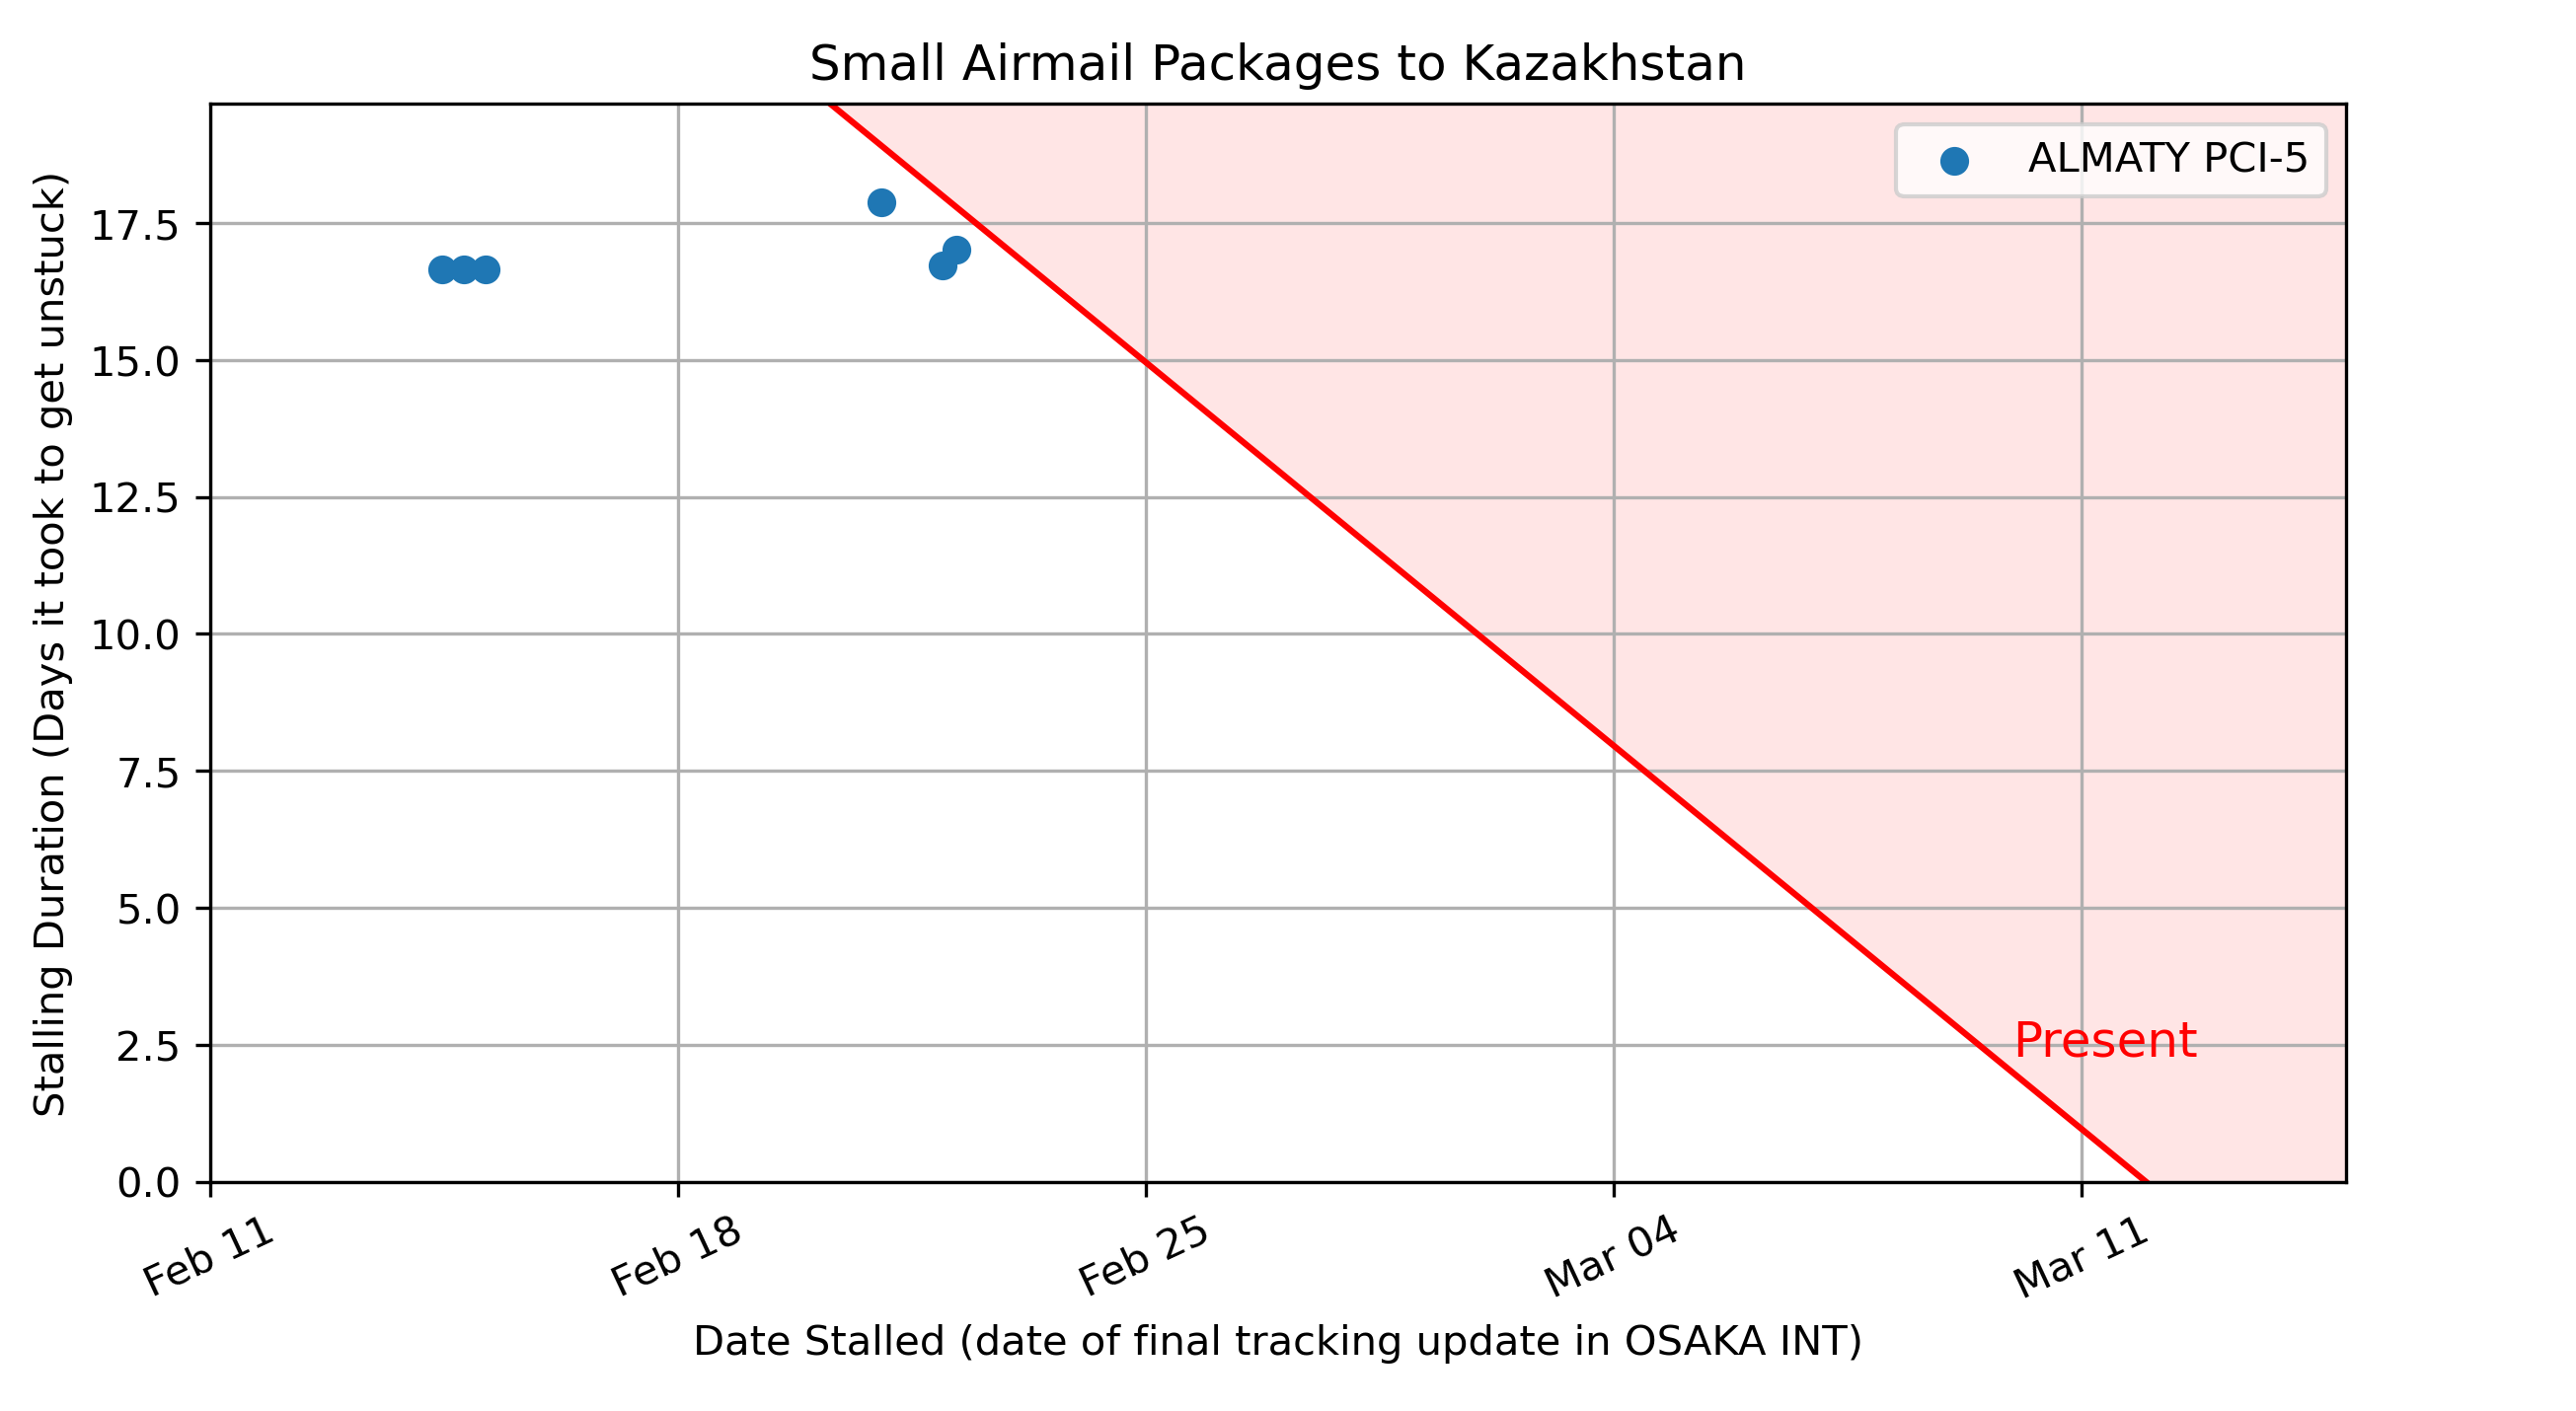 Small Airmail Packages to Kazakhstan
ALMATY PCI-5
Stalling Duration (Days it took to get unstuck)
17.5
15.0
12.5
10.0
7.5
5.0
2.5
0.0
Present
Feb 11
Feb 18
Feb 25
Mar 04
Mar 11
Date Stalled (date of final tracking update in OSAKA INT)